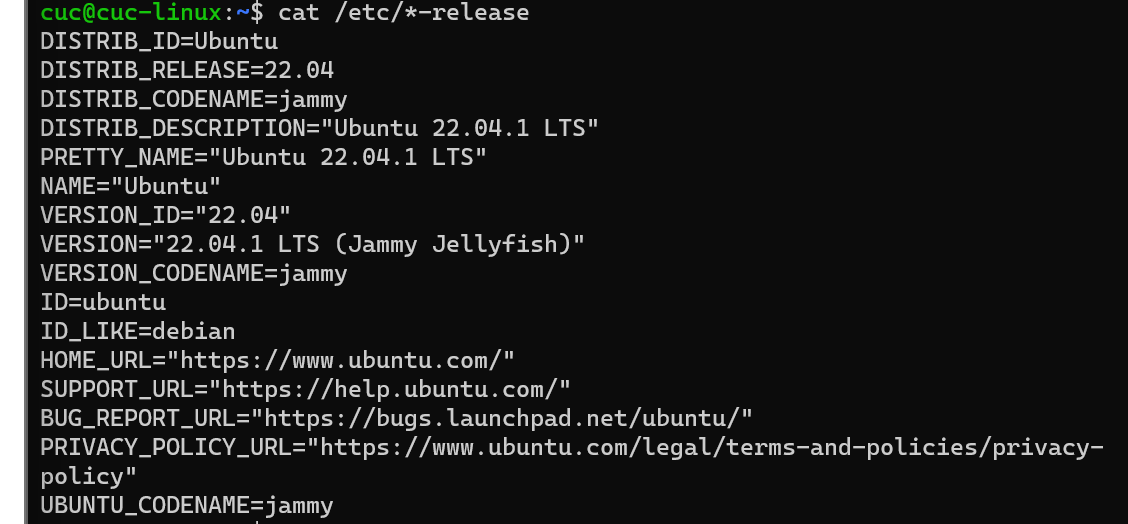 cuc@cuc-linux:~$ cat /etc/*-release
DISTRIB_ID=Ubuntu
DISTRIB_RELEASE=22.04
DISTRIB_CODENAME=jammy
DISTRIB_DESCRIPTION="Ubuntu 22.04.1 LTS"
PRETTY_NAME="Ubuntu 22.04.1 LTS"
NAME="Ubuntu"
VERSION_ID="22.04"
VERSION="22.04.1 LTS (Jammy Jellyfish)"
VERSION_CODENAME=jammy
ID=ubuntu
ID_LIKE=debian
HOME_URL="https://www.ubuntu.com/"
SUPPORT_URL="https://help.ubuntu.com/"
BUG_REPORT_URL="https://bugs.launchpad.net/ubuntu/"
PRIVACY_POLICY_URL="https://www.ubuntu.com/legal/terms-and-policies/privacy-
policy"
UBUNTU_CODENAME=jammy